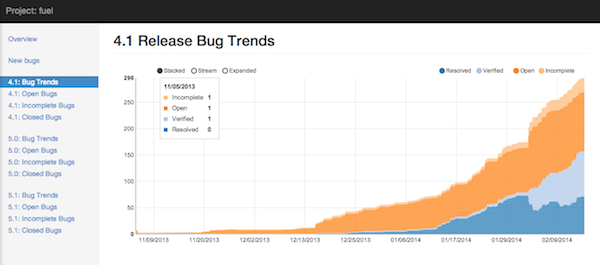 Project: fuel
Overview
New bugs
4.1: Bug Trends
4.1: Open Bugs
4.1: Incomplete Bugs
4.1: Closed Bugs
5.0: Bug Trends
5.0: Open Bugs
5.0: Incomplete Bugs
5.0: Closed Bugs
5.1: Bug Trends
5.1: Open Bugs
5.1: Incomplete Bugs
5.1: Closed Bugs
4.1 Release Bug Trends
Stacked Stream Expanded
Resolved Verified Open Incomplete
296
250
200
150
100
50
0
11/05/2013
Incomplete 1
Open 1
Verified 1
Resolved 0
11/09/2013 11/20/2013 12/02/2013 12/13/2013 12/25/2013 01/06/2014 01/17/2014 01/29/2014 02/09/2014